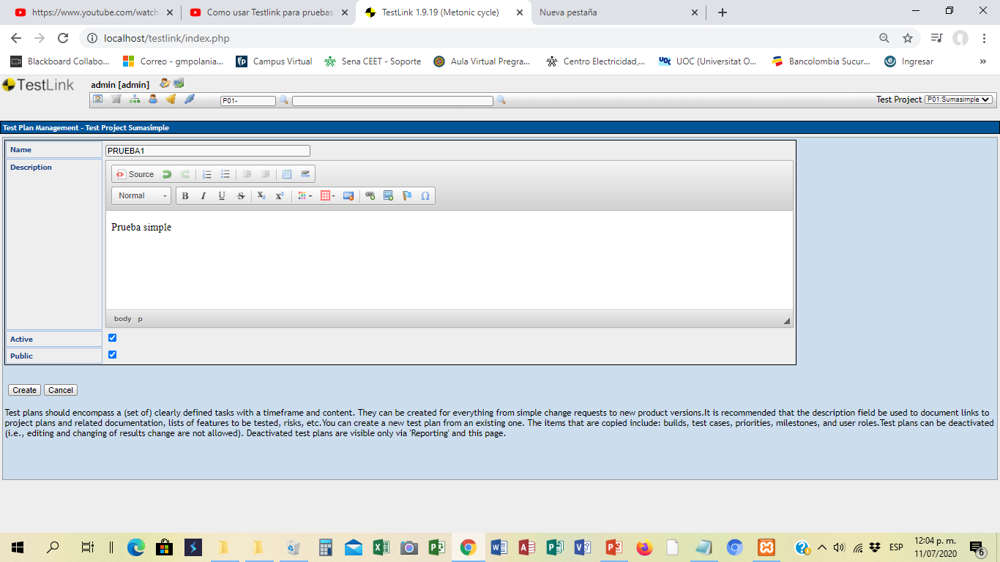 https://www.youtube.com/watch
Como usar Testlink para pruebas
TestLink 1.9.19 (Metonic cycle)
Nueva pestaña
localhost/testlink/index.php
Blackboard Collabo...
Correo - gmpolania...
Campus Virtual
Sena CEET - Soporte
Aula Virtual Pregra...
Centro Electricidad,...
UOC (Universitat O...
Bancolombia Sucur...
Ingresar
»
TestLink
admin [admin]
P01-
Test Project P01:Sumasimple
Test Plan Management - Test Project Sumasimple
Name
PRUEBA1
Description
Source
Normal
B I U S X₂ x² Ω
Prueba simple
body p
Active
Public
Create Cancel
Test plans should encompass a (set of) clearly defined tasks with a timeframe and content. They can be created for everything from simple change requests to new product versions.It is recommended that the description field be used to document links to
project plans and related documentation, lists of features to be tested, risks, etc.You can create a new test plan from an existing one. The items that are copied include: builds, test cases, priorities, milestones, and user roles.Test plans can be deactivated
(i.e., editing and changing of results change are not allowed). Deactivated test plans are visible only via 'Reporting' and this page.
ESP
12:04 p. m.
11/07/2020
6